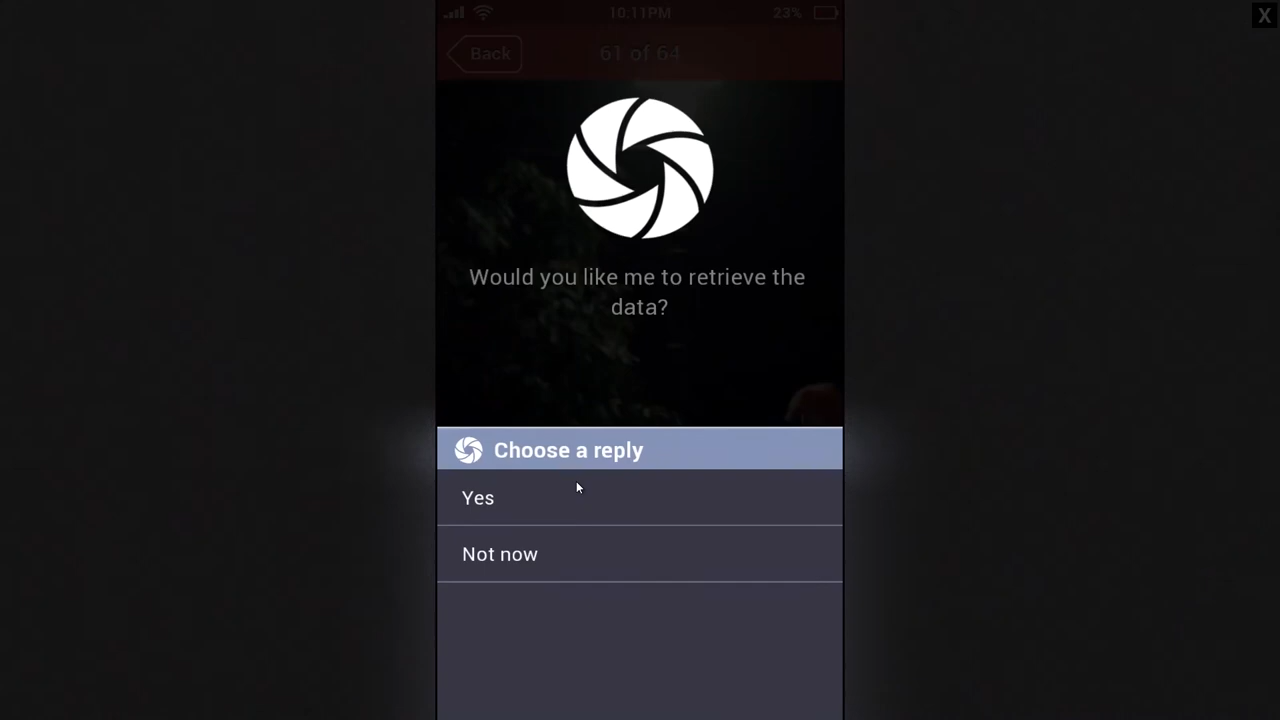 10:11PM
23%
X
Back
61 of 64
Would you like me to retrieve the
data?
Choose a reply
Yes
Not now